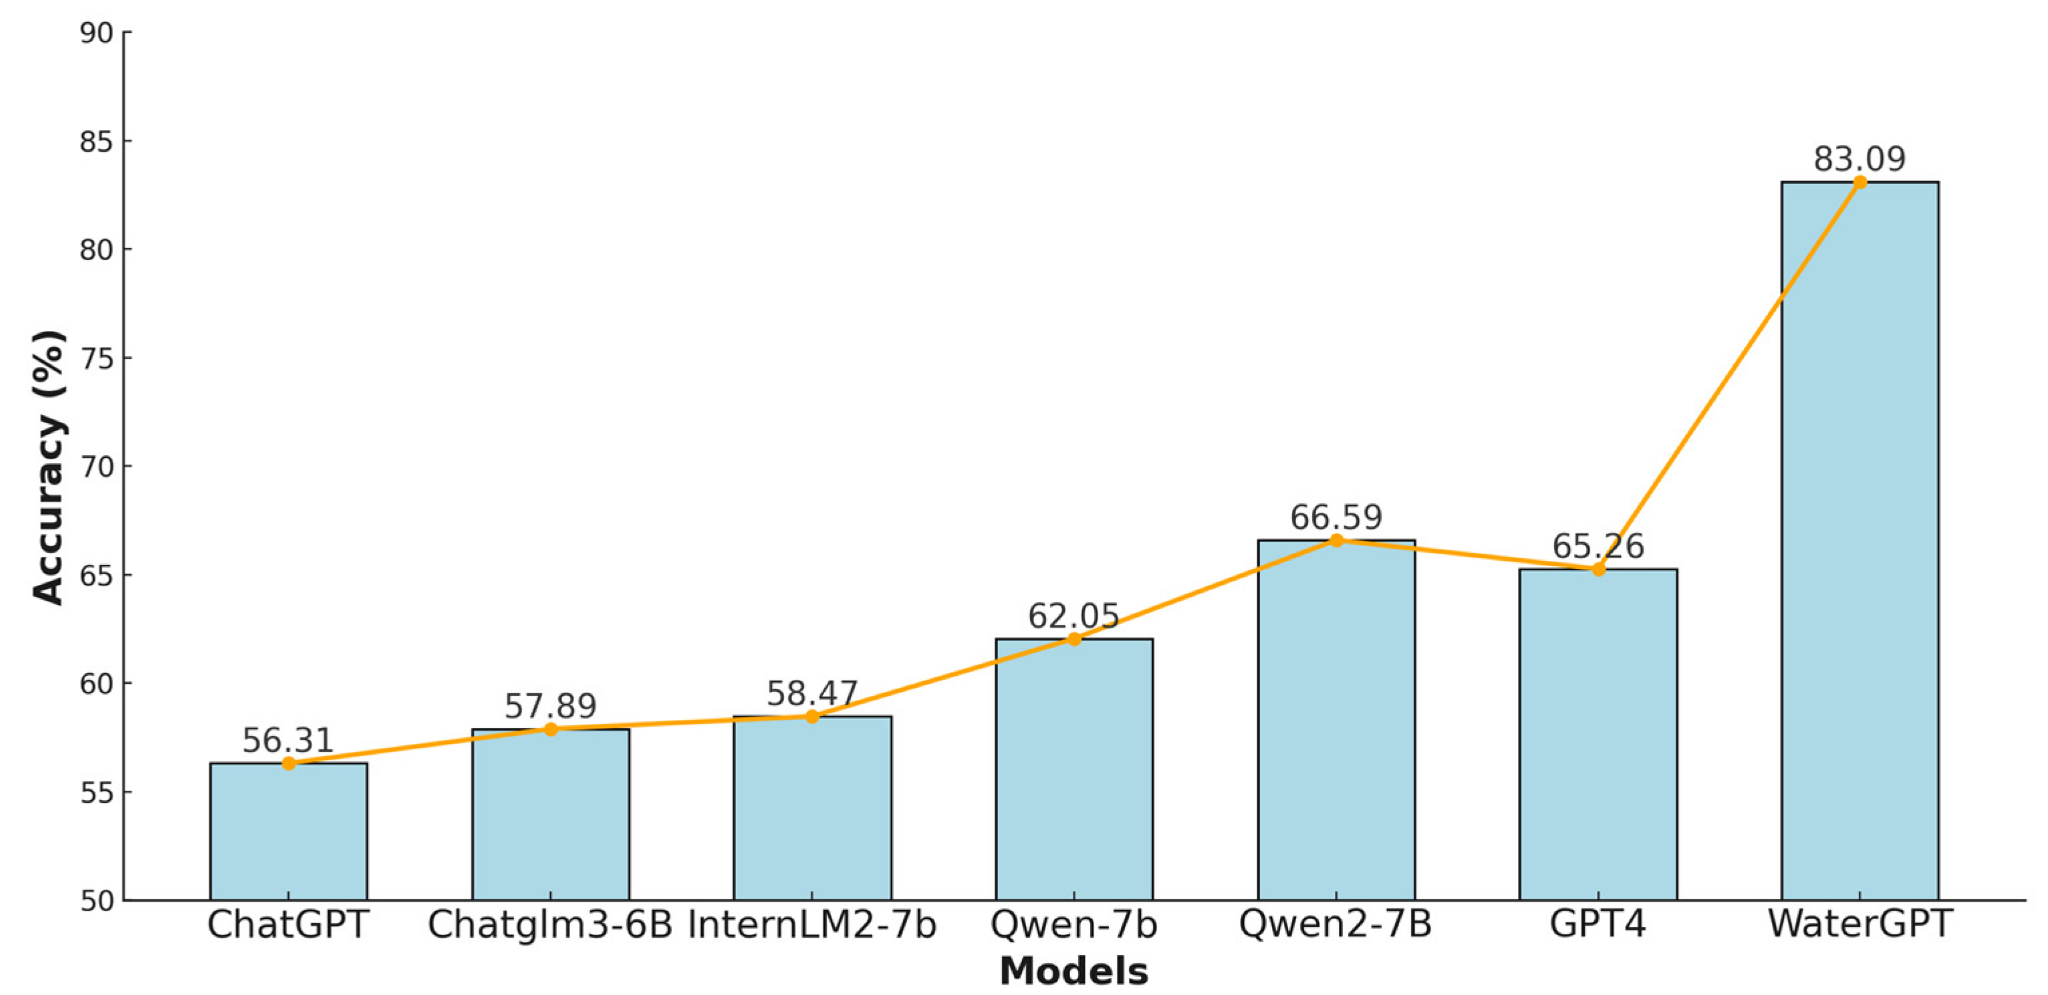 90
85
80
75
70
65
60
55
50
Accuracy (%)
56.31
57.89
58.47
62.05
66.59
65.26
83.09
ChatGPT
Chatglm3-6B
InternLM2-7b
Qwen-7b
Qwen2-7B
GPT4
WaterGPT
Models